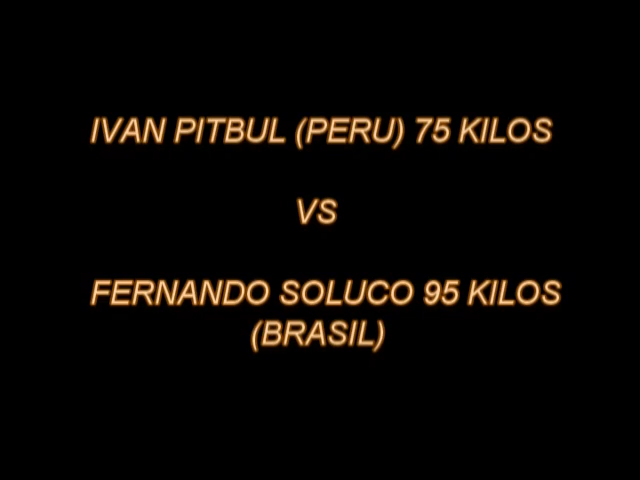 IVAN PITBUL (PERU) 75 KILOS
VS
FERNANDO SOLUCO 95 KILOS
(BRASIL)